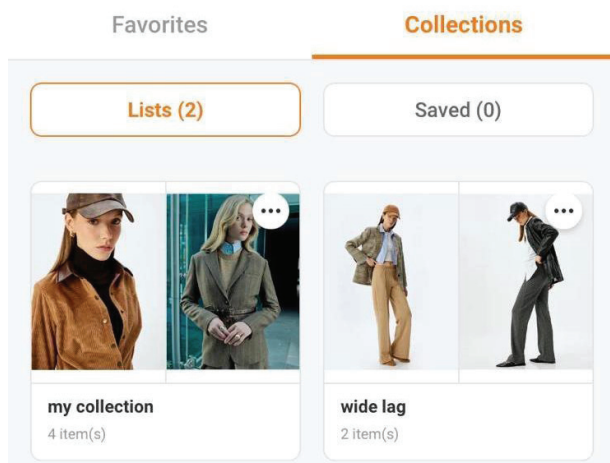 Favorites
Collections
Lists (2)
Saved (0)
my collection
4 item(s)
wide lag
2 item(s)